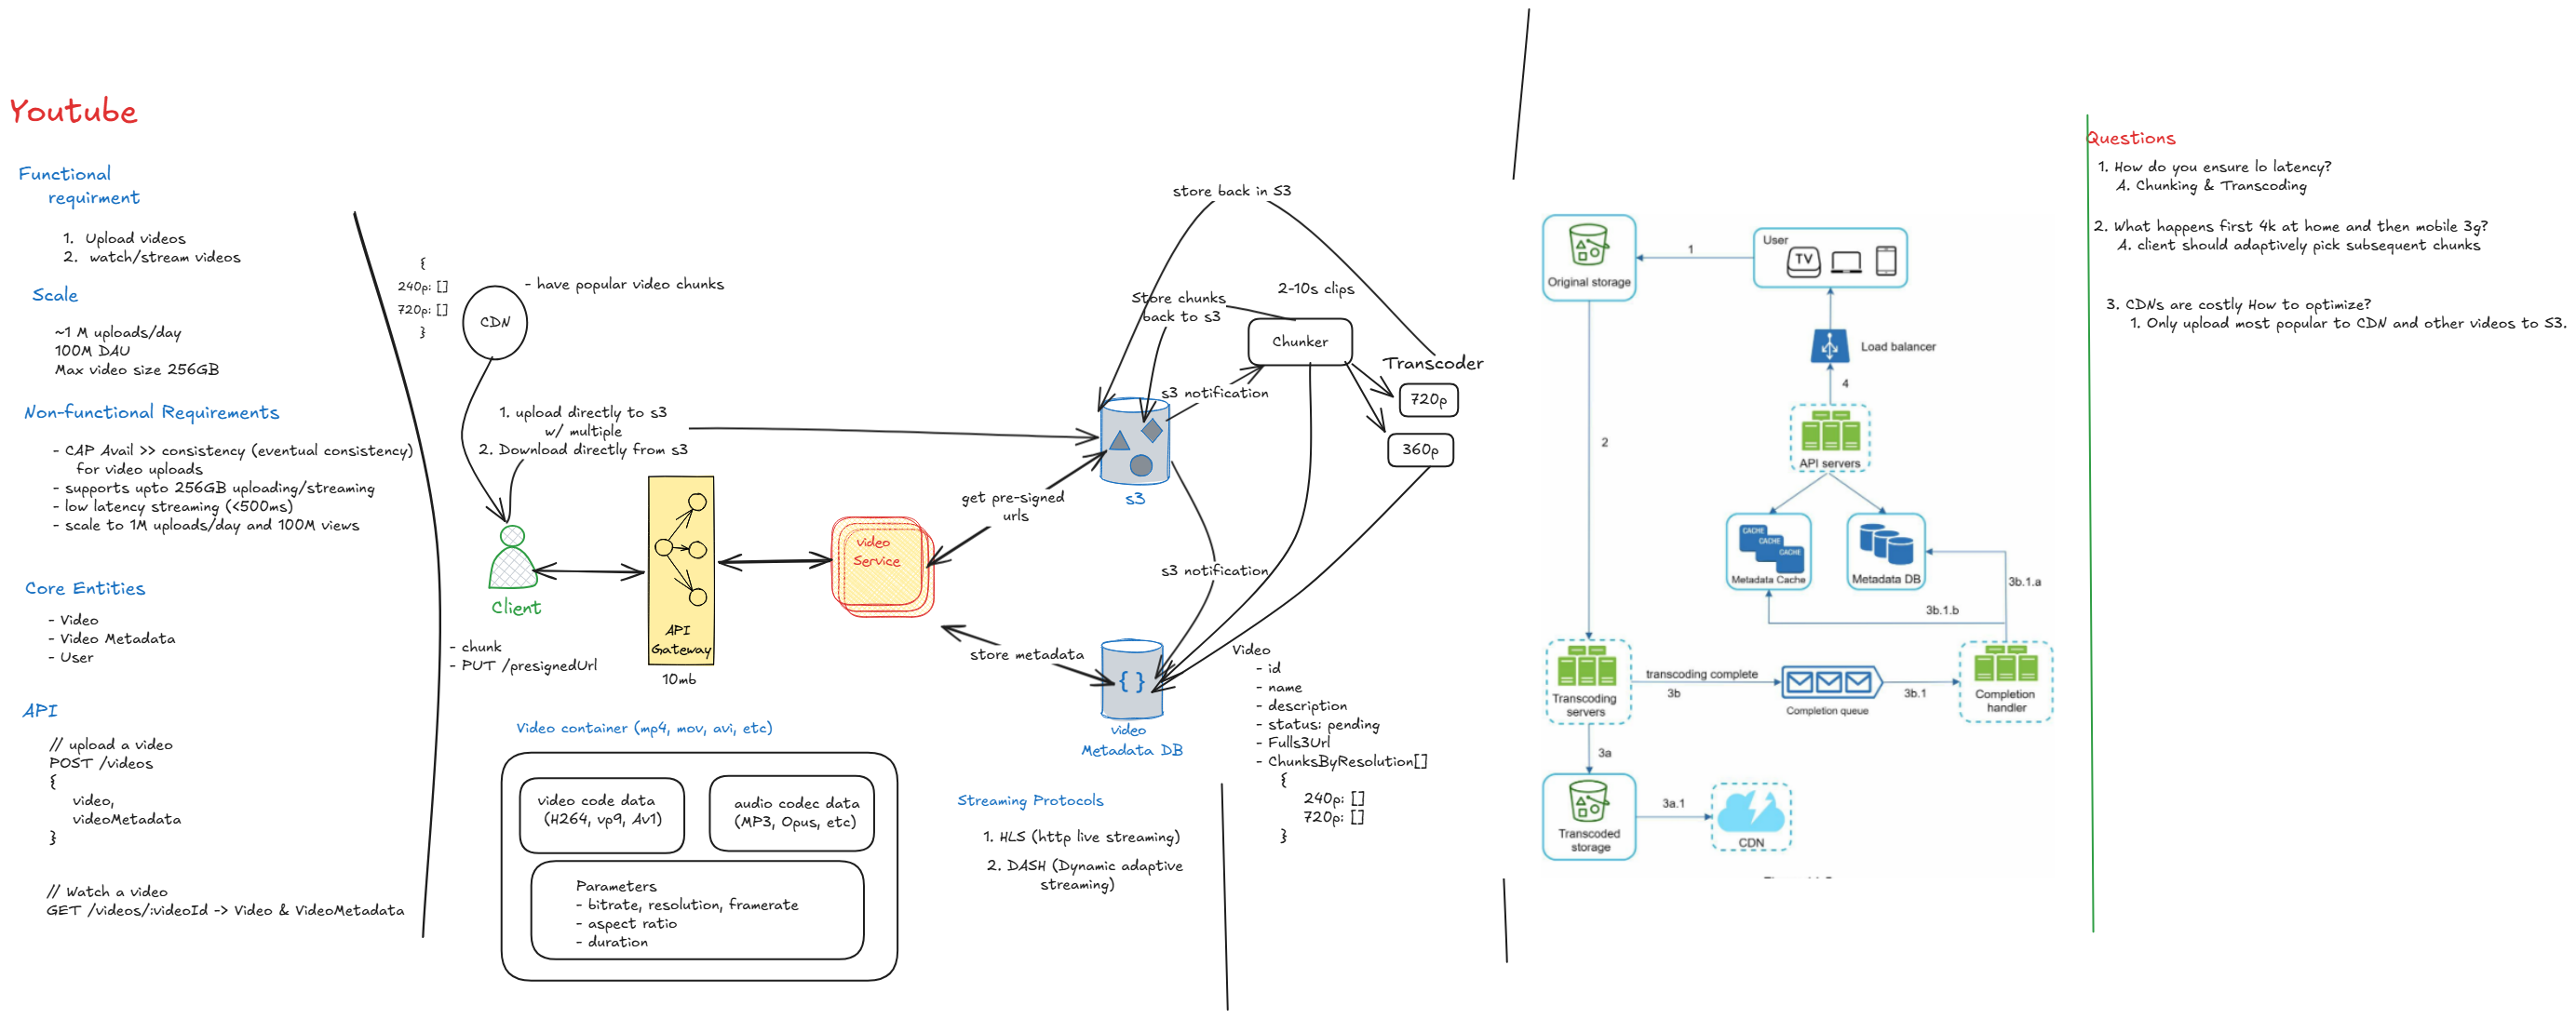 Youtube
Functional
requirment
1. Upload videos
2. watch/stream videos
Scale
~1 M uploads/day
100M DAU
Max video size 256GB
Non-functional Requirements
- CAP Avail >> consistency (eventual consistency)
for video uploads
- supports upto 256GB uploading/streaming
- low latency streaming (<500ms)
- scale to 1M uploads/day and 100M views
Core Entities
- Video
- Video Metadata
- User
API
// upload a video
POST /videos
{
video,
videoMetadata
}
// Watch a video
GET /videos/:videoId -> Video & VideoMetadata
{
240p: []
720p: []
}
CDN
- have popular video chunks
1. upload directly to s3
w/ multiple
2. Download directly from s3
Client
- chunk
- PUT /presignedUrl
API
Gateway
10mb
video
Service
get pre-signed
urls
store metadata
s3
store back in S3
Store chunks
back to s3
2-10s clips
Chunker
s3 notification
Transcoder
720p
360p
s3 notification
{ }
video
Metadata DB
Video
- id
- name
- description
- status: pending
- Fulls3Url
- ChunksByResolution[]
{
240p: []
720p: []
}
Video container (mp4, mov, avi, etc)
video code data
(H264, vp9, Av1)
audio codec data
(MP3, Opus, etc)
Parameters
- bitrate, resolution, framerate
- aspect ratio
- duration
Streaming Protocols
1. HLS (http live streaming)
2. DASH (Dynamic adaptive
streaming)
Original storage
1
User
TV
Load balancer
4
API servers
2
CACHE
CACHE
CACHE
Metadata Cache
Metadata DB
3b.1.a
3b.1.b
Transcoding
servers
transcoding complete
3b
Completion queue
3b.1
Completion
handler
3a
Transcoded
storage
3a.1
CDN
Questions
1. How do you ensure lo latency?
A. Chunking & Transcoding
2. What happens first 4k at home and then mobile 3g?
A. client should adaptively pick subsequent chunks
3. CDNs are costly How to optimize?
1. Only upload most popular to CDN and other videos to S3.